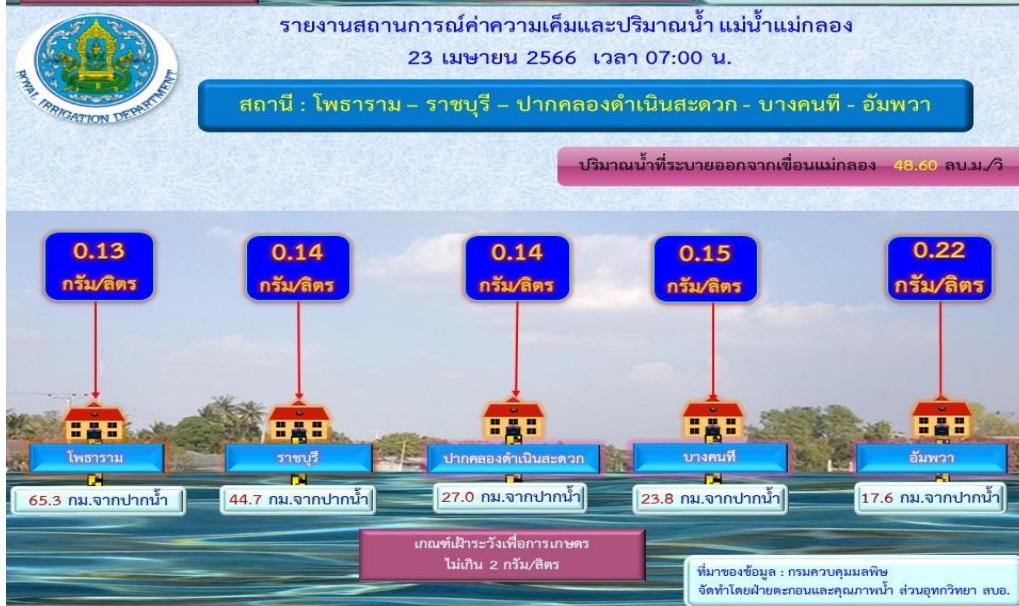 รายงานสถานการณ์ค่าความเค็มและปริมาณน้ำ แม่น้ำแม่กลอง
23 เมษายน 2566 เวลา 07:00 น.
ROYAL IRRIGATION DEPARTMENT
สถานี : โพธาราม – ราชบุรี – ปากคลองดำเนินสะดวก - บางคนที - อัมพวา
ปริมาณน้ำที่ระบายออกจากเขื่อนแม่กลอง 48.60 ลบ.ม./วิ
0.13 0.14 0.14 0.15 0.22
กรัม/ลิตร กรัม/ลิตร กรัม/ลิตร กรัม/ลิตร กรัม/ลิตร
โพธาราม ราชบุรี ปากคลองดำเนินสะดวก บางคนที อัมพวา
65.3 กม.จากปากน้ำ 44.7 กม.จากปากน้ำ 27.0 กม.จากปากน้ำ 23.8 กม.จากปากน้ำ 17.6 กม.จากปากน้ำ
เกณฑ์เฝ้าระวังเพื่อการเกษตร
ไม่เกิน 2 กรัม/ลิตร
ที่มาของข้อมูล : กรมควบคุมมลพิษ
จัดทำโดยฝ่ายตะกอนและคุณภาพน้ำ ส่วนอุทกวิทยา สบอ.